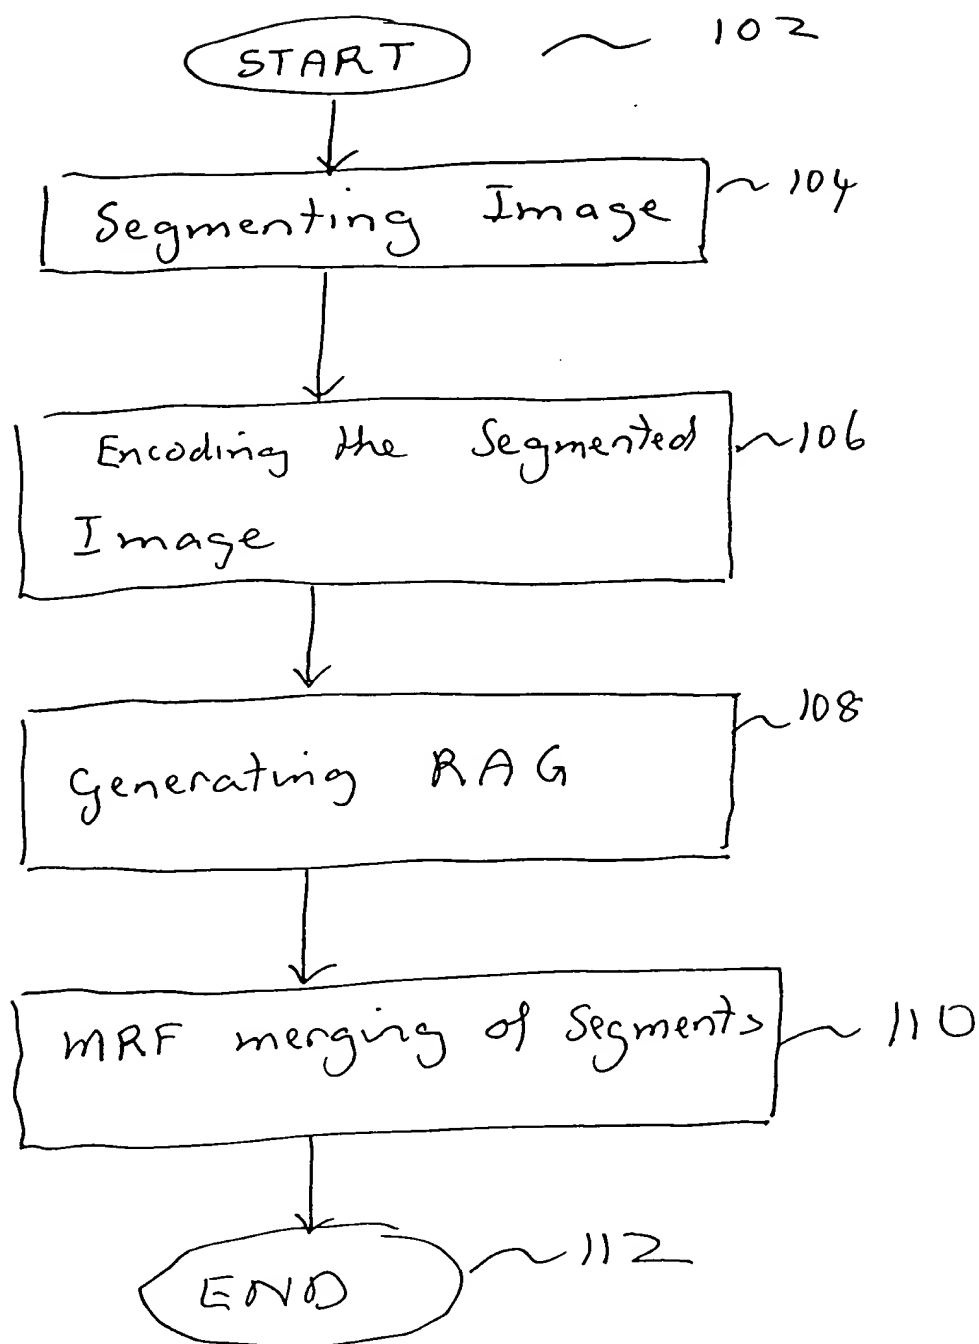 START 102
Segmenting Image 104
Encoding the Segmented 106
Image
Generating RAG 108
MRF merging of Segments 110
END 112